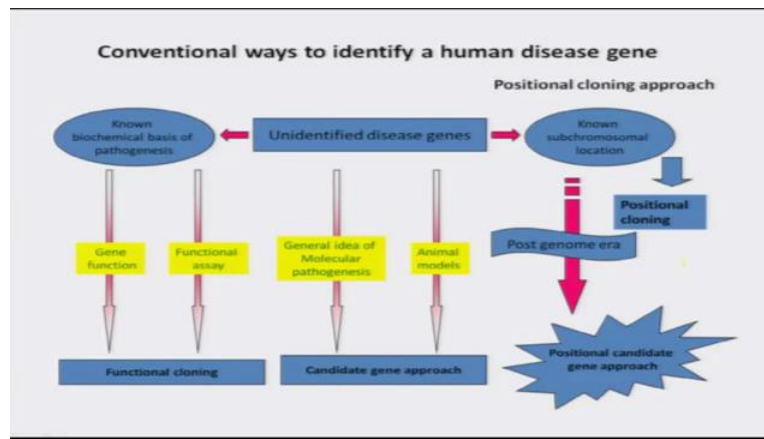 Conventional ways to identify a human disease gene
Positional cloning approach
Known
biochemical basis of
pathogenesis
Unidentified disease genes
Known
subchromosomal
location
Positional
cloning
Gene
function
Functional
assay
General idea of
Molecular
pathogenesis
Animal
models
Post genome era
Functional cloning
Candidate gene approach
Positional candidate
gene approach